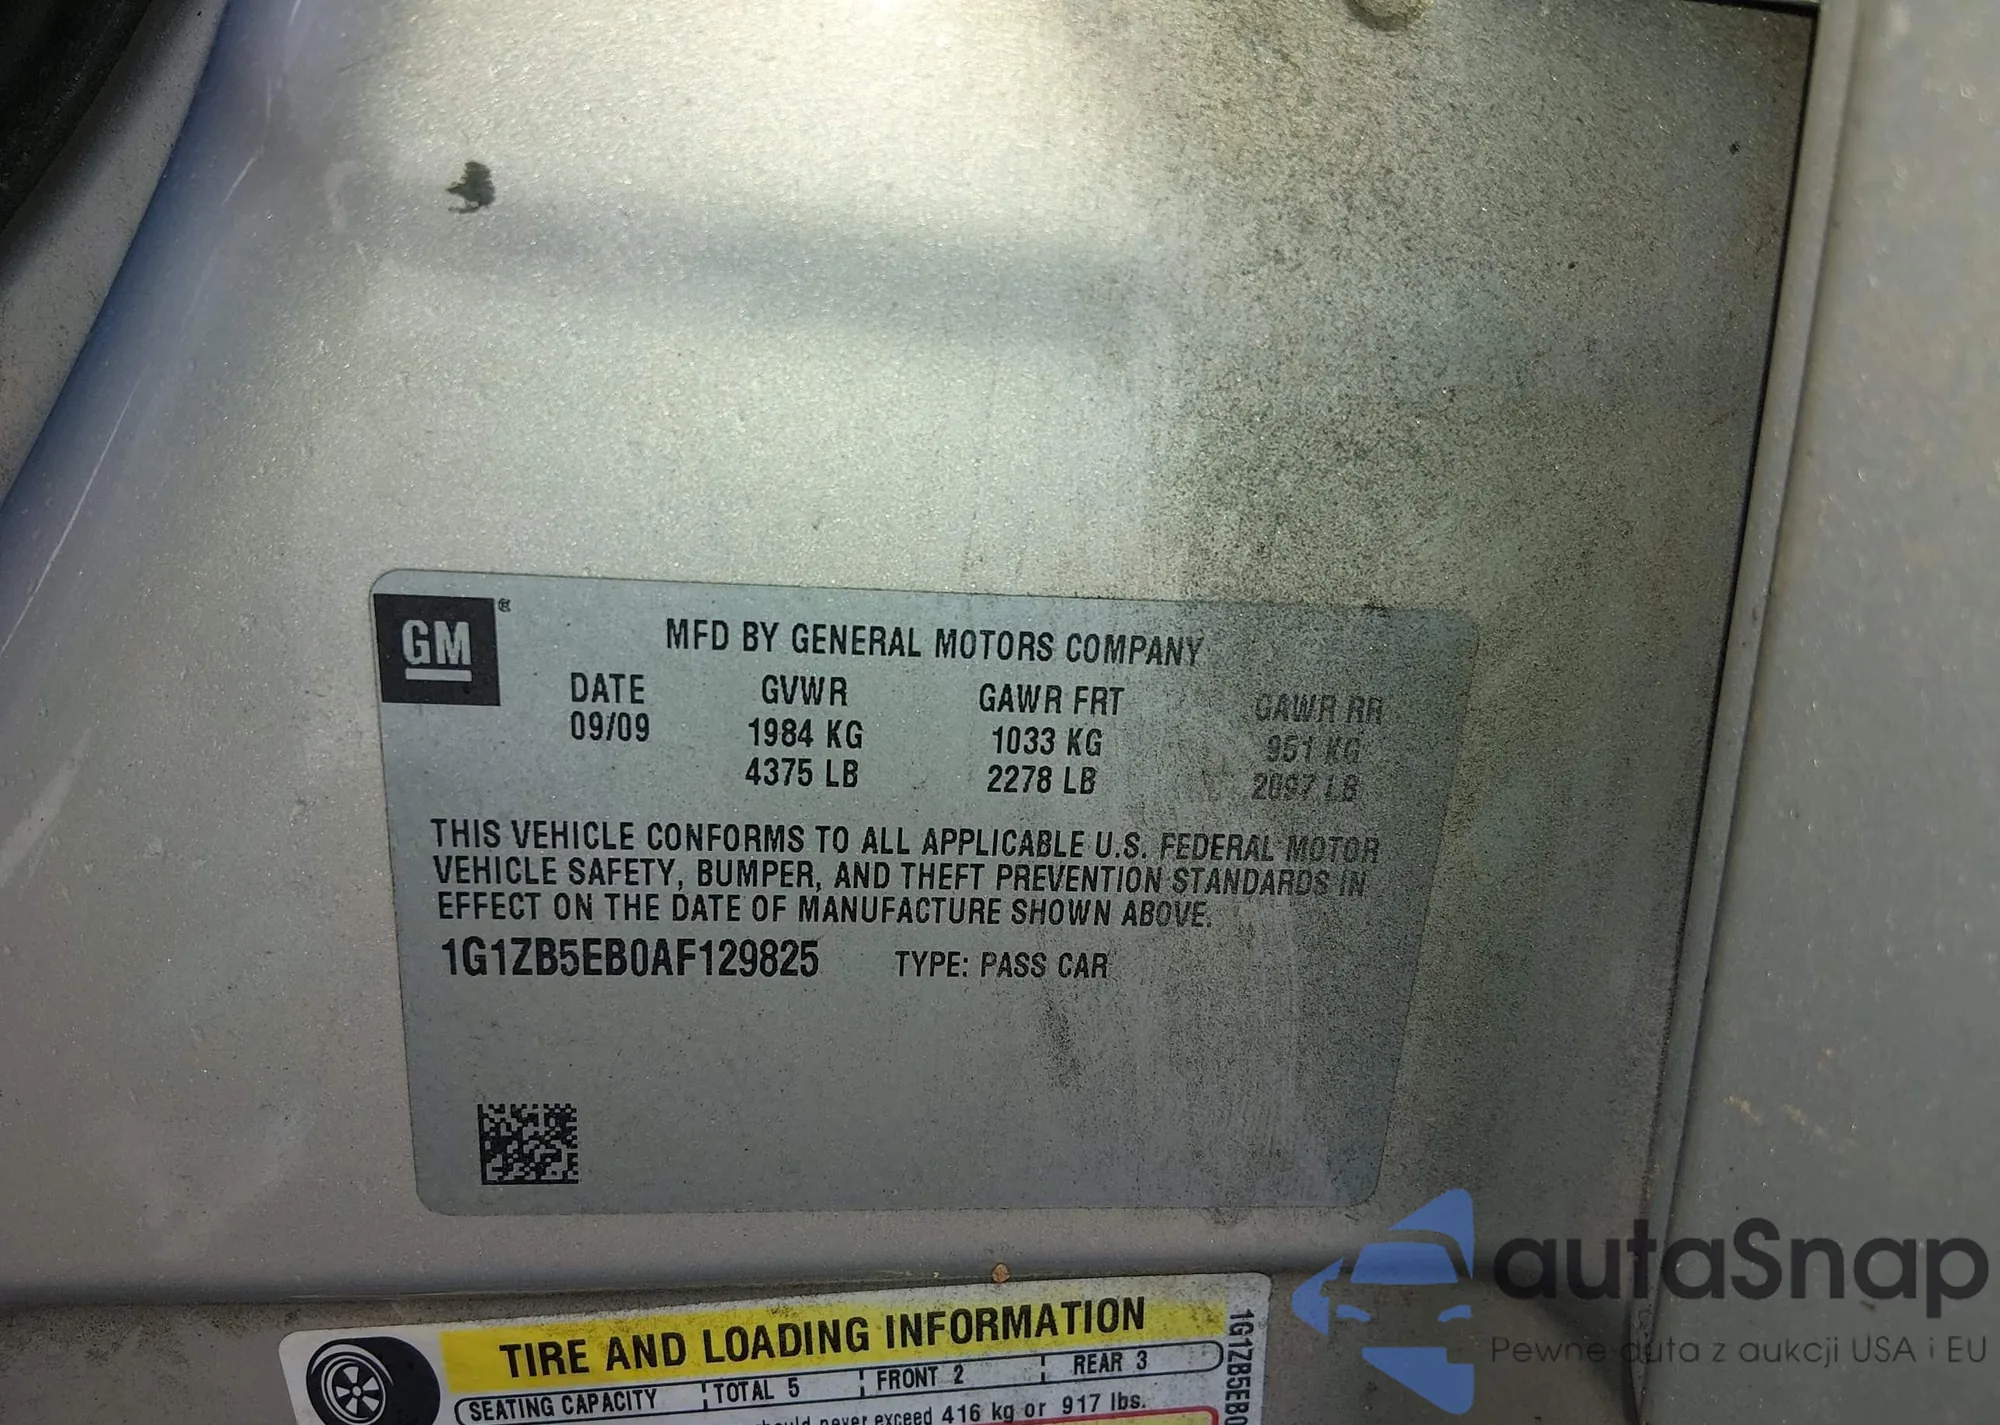 GM ®
MFD BY GENERAL MOTORS COMPANY
DATE GVWR GAWR FRT GAWR RR
09/09 1984 KG 1033 KG 951 KG
4375 LB 2278 LB 2097 LB
THIS VEHICLE CONFORMS TO ALL APPLICABLE U.S. FEDERAL MOTOR
VEHICLE SAFETY, BUMPER, AND THEFT PREVENTION STANDARDS IN
EFFECT ON THE DATE OF MANUFACTURE SHOWN ABOVE.
1G1ZB5EB0AF129825 TYPE: PASS CAR
TIRE AND LOADING INFORMATION
SEATING CAPACITY TOTAL 5 FRONT 2 REAR 3
should never exceed 416 kg or 917 lbs.
1G1ZB5EB0
autaSnap
Pewne auta z aukcji USA i EU